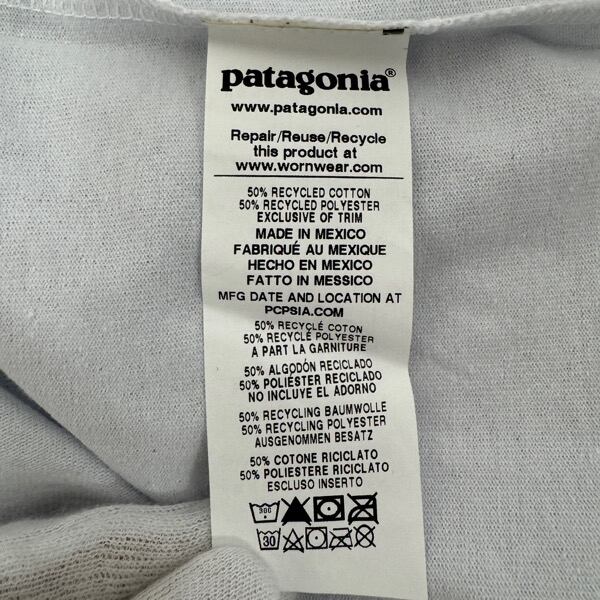 patagonia®
www.patagonia.com
Repair/Reuse/Recycle
this product at
www.wornwear.com
50% RECYCLED COTTON
50% RECYCLED POLYESTER
EXCLUSIVE OF TRIM
MADE IN MEXICO
FABRIQUÉ AU MEXIQUE
HECHO EN MEXICO
FATTO IN MESSICO
MFG DATE AND LOCATION AT
PCPSIA.COM
50% RECYCLÉ COTON
50% RECYCLÉ POLYESTER
A PART LA GARNITURE
50% ALGODÓN RECICLADO
50% POLIÉSTER RECICLADO
NO INCLUYE EL ADORNO
50% RECYCLING BAUMWOLLE
50% RECYCLING POLYESTER
AUSGENOMMEN BESATZ
50% COTONE RICICLATO
50% POLIESTERE RICICLATO
ESCLUSO INSERTO
30